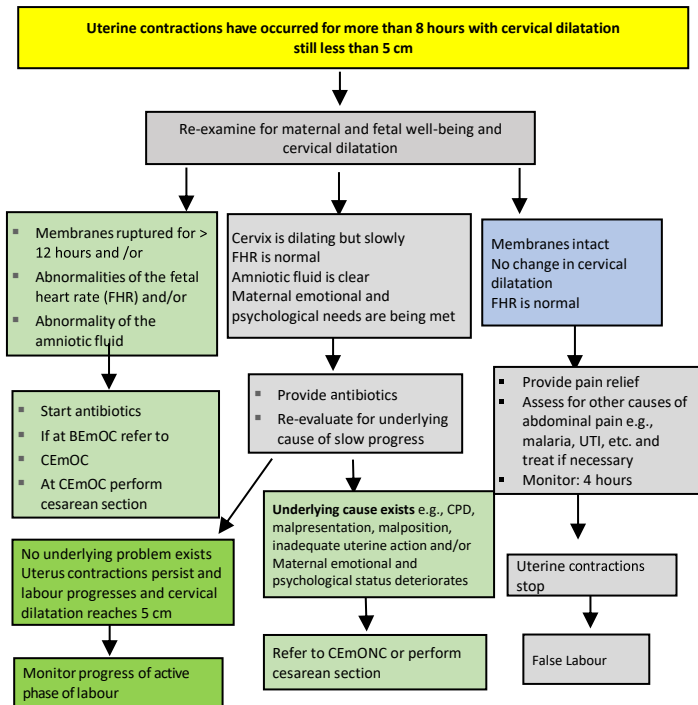 Uterine contractions have occurred for more than 8 hours with cervical dilatation
still less than 5 cm
Re-examine for maternal and fetal well-being and
cervical dilatation
▪ Membranes ruptured for >
12 hours and /or
▪ Abnormalities of the fetal
heart rate (FHR) and/or
▪ Abnormality of the
amniotic fluid
Cervix is dilating but slowly
FHR is normal
Amniotic fluid is clear
Maternal emotional and
psychological needs are being met
Membranes intact
No change in cervical
dilatation
FHR is normal
▪ Start antibiotics
▪ If at BEmOC refer to
▪ CEmOC
▪ At CEmOC perform
cesarean section
▪ Provide antibiotics
▪ Re-evaluate for underlying
cause of slow progress
▪ Provide pain relief
▪ Assess for other causes of
abdominal pain e.g.,
malaria, UTI, etc. and
treat if necessary
▪ Monitor: 4 hours
No underlying problem exists
Uterus contractions persist and
labour progresses and cervical
dilatation reaches 5 cm
Underlying cause exists e.g., CPD,
malpresentation, malposition,
inadequate uterine action and/or
Maternal emotional and
psychological status deteriorates
Uterine contractions
stop
Monitor progress of active
phase of labour
Refer to CEmONC or perform
cesarean section
False Labour